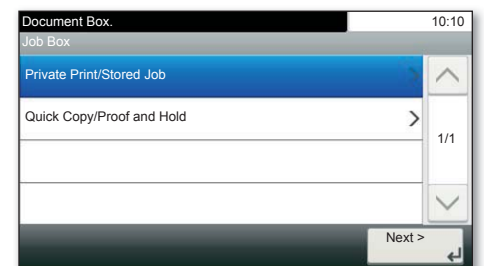 Document Box. 10:10
Job Box
Private Print/Stored Job
Quick Copy/Proof and Hold
1/1
Next >